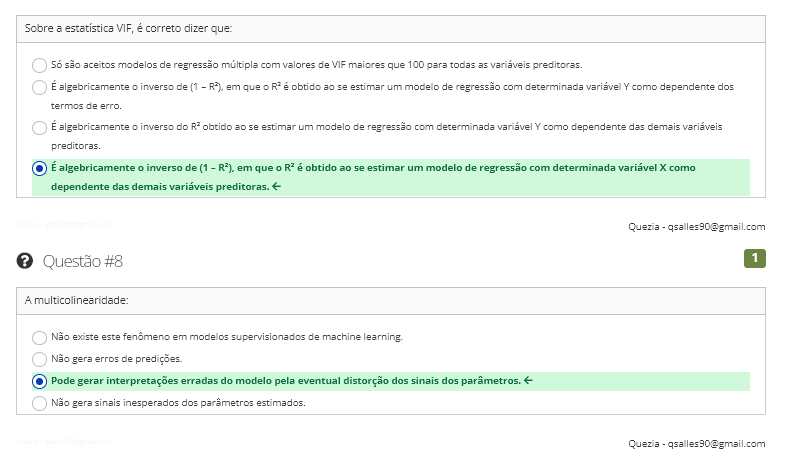 Sobre a estatística VIF, é correto dizer que:
Só são aceitos modelos de regressão múltipla com valores de VIF maiores que 100 para todas as variáveis preditoras.
É algebricamente o inverso de (1 – R²), em que o R² é obtido ao se estimar um modelo de regressão com determinada variável Y como dependente dos
termos de erro.
É algebricamente o inverso do R² obtido ao se estimar um modelo de regressão com determinada variável Y como dependente das demais variáveis
preditoras.
É algebricamente o inverso de (1 – R²), em que o R² é obtido ao se estimar um modelo de regressão com determinada variável X como
dependente das demais variáveis preditoras. ←
Quezia - qsalles90@gmail.com
? Questão #8
1
A multicolinearidade:
Não existe este fenômeno em modelos supervisionados de machine learning.
Não gera erros de predições.
Pode gerar interpretações erradas do modelo pela eventual distorção dos sinais dos parâmetros. ←
Não gera sinais inesperados dos parâmetros estimados.
Quezia - qsalles90@gmail.com